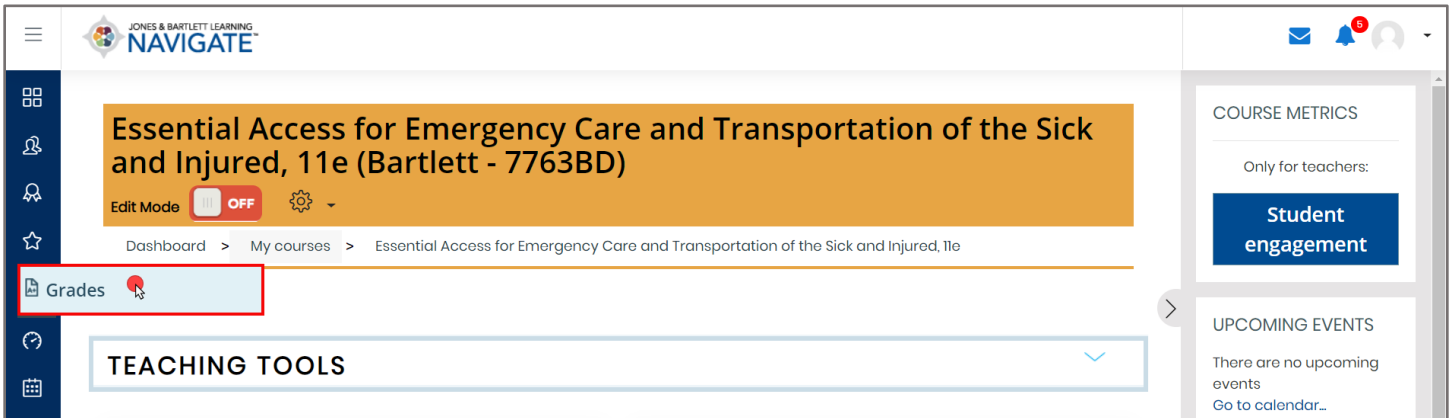 JONES & BARTLETT LEARNING
NAVIGATE™
5
Essential Access for Emergency Care and Transportation of the Sick
and Injured, 11e (Bartlett - 7763BD)
Edit Mode OFF
Dashboard > My courses > Essential Access for Emergency Care and Transportation of the Sick and Injured, 11e
A+ Grades
TEACHING TOOLS
COURSE METRICS
Only for teachers:
Student
engagement
UPCOMING EVENTS
There are no upcoming
events
Go to calendar...